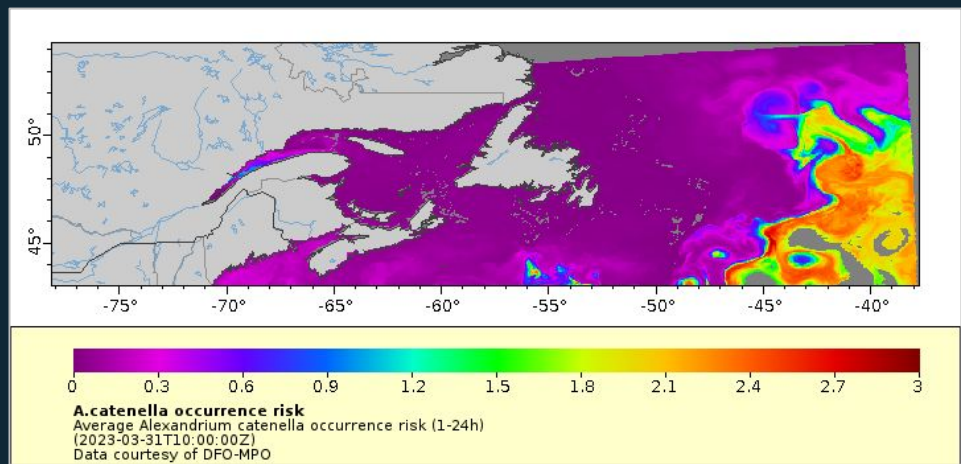 50°
45°
-75° -70° -65° -60° -55° -50° -45° -40°
0 0.3 0.6 0.9 1.2 1.5 1.8 2.1 2.4 2.7 3
A.catenella occurrence risk
Average Alexandrium catenella occurrence risk (1-24h)
(2023-03-31T10:00:00Z)
Data courtesy of DFO-MPO